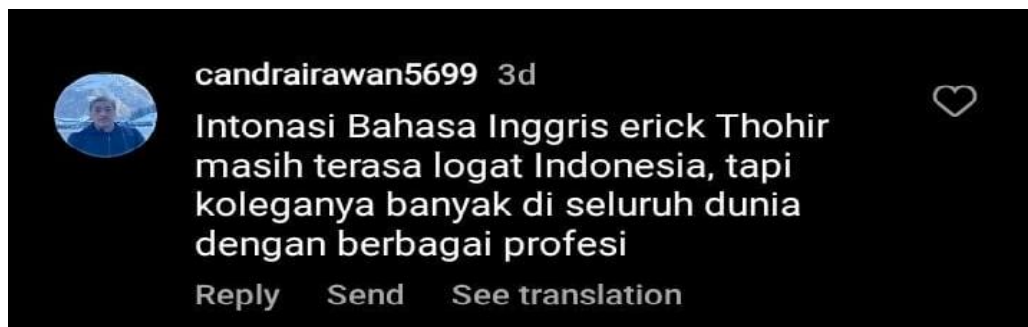 candrairawan5699 3d
Intonasi Bahasa Inggris erick Thohir
masih terasa logat Indonesia, tapi
koleganya banyak di seluruh dunia
dengan berbagai profesi
Reply Send See translation